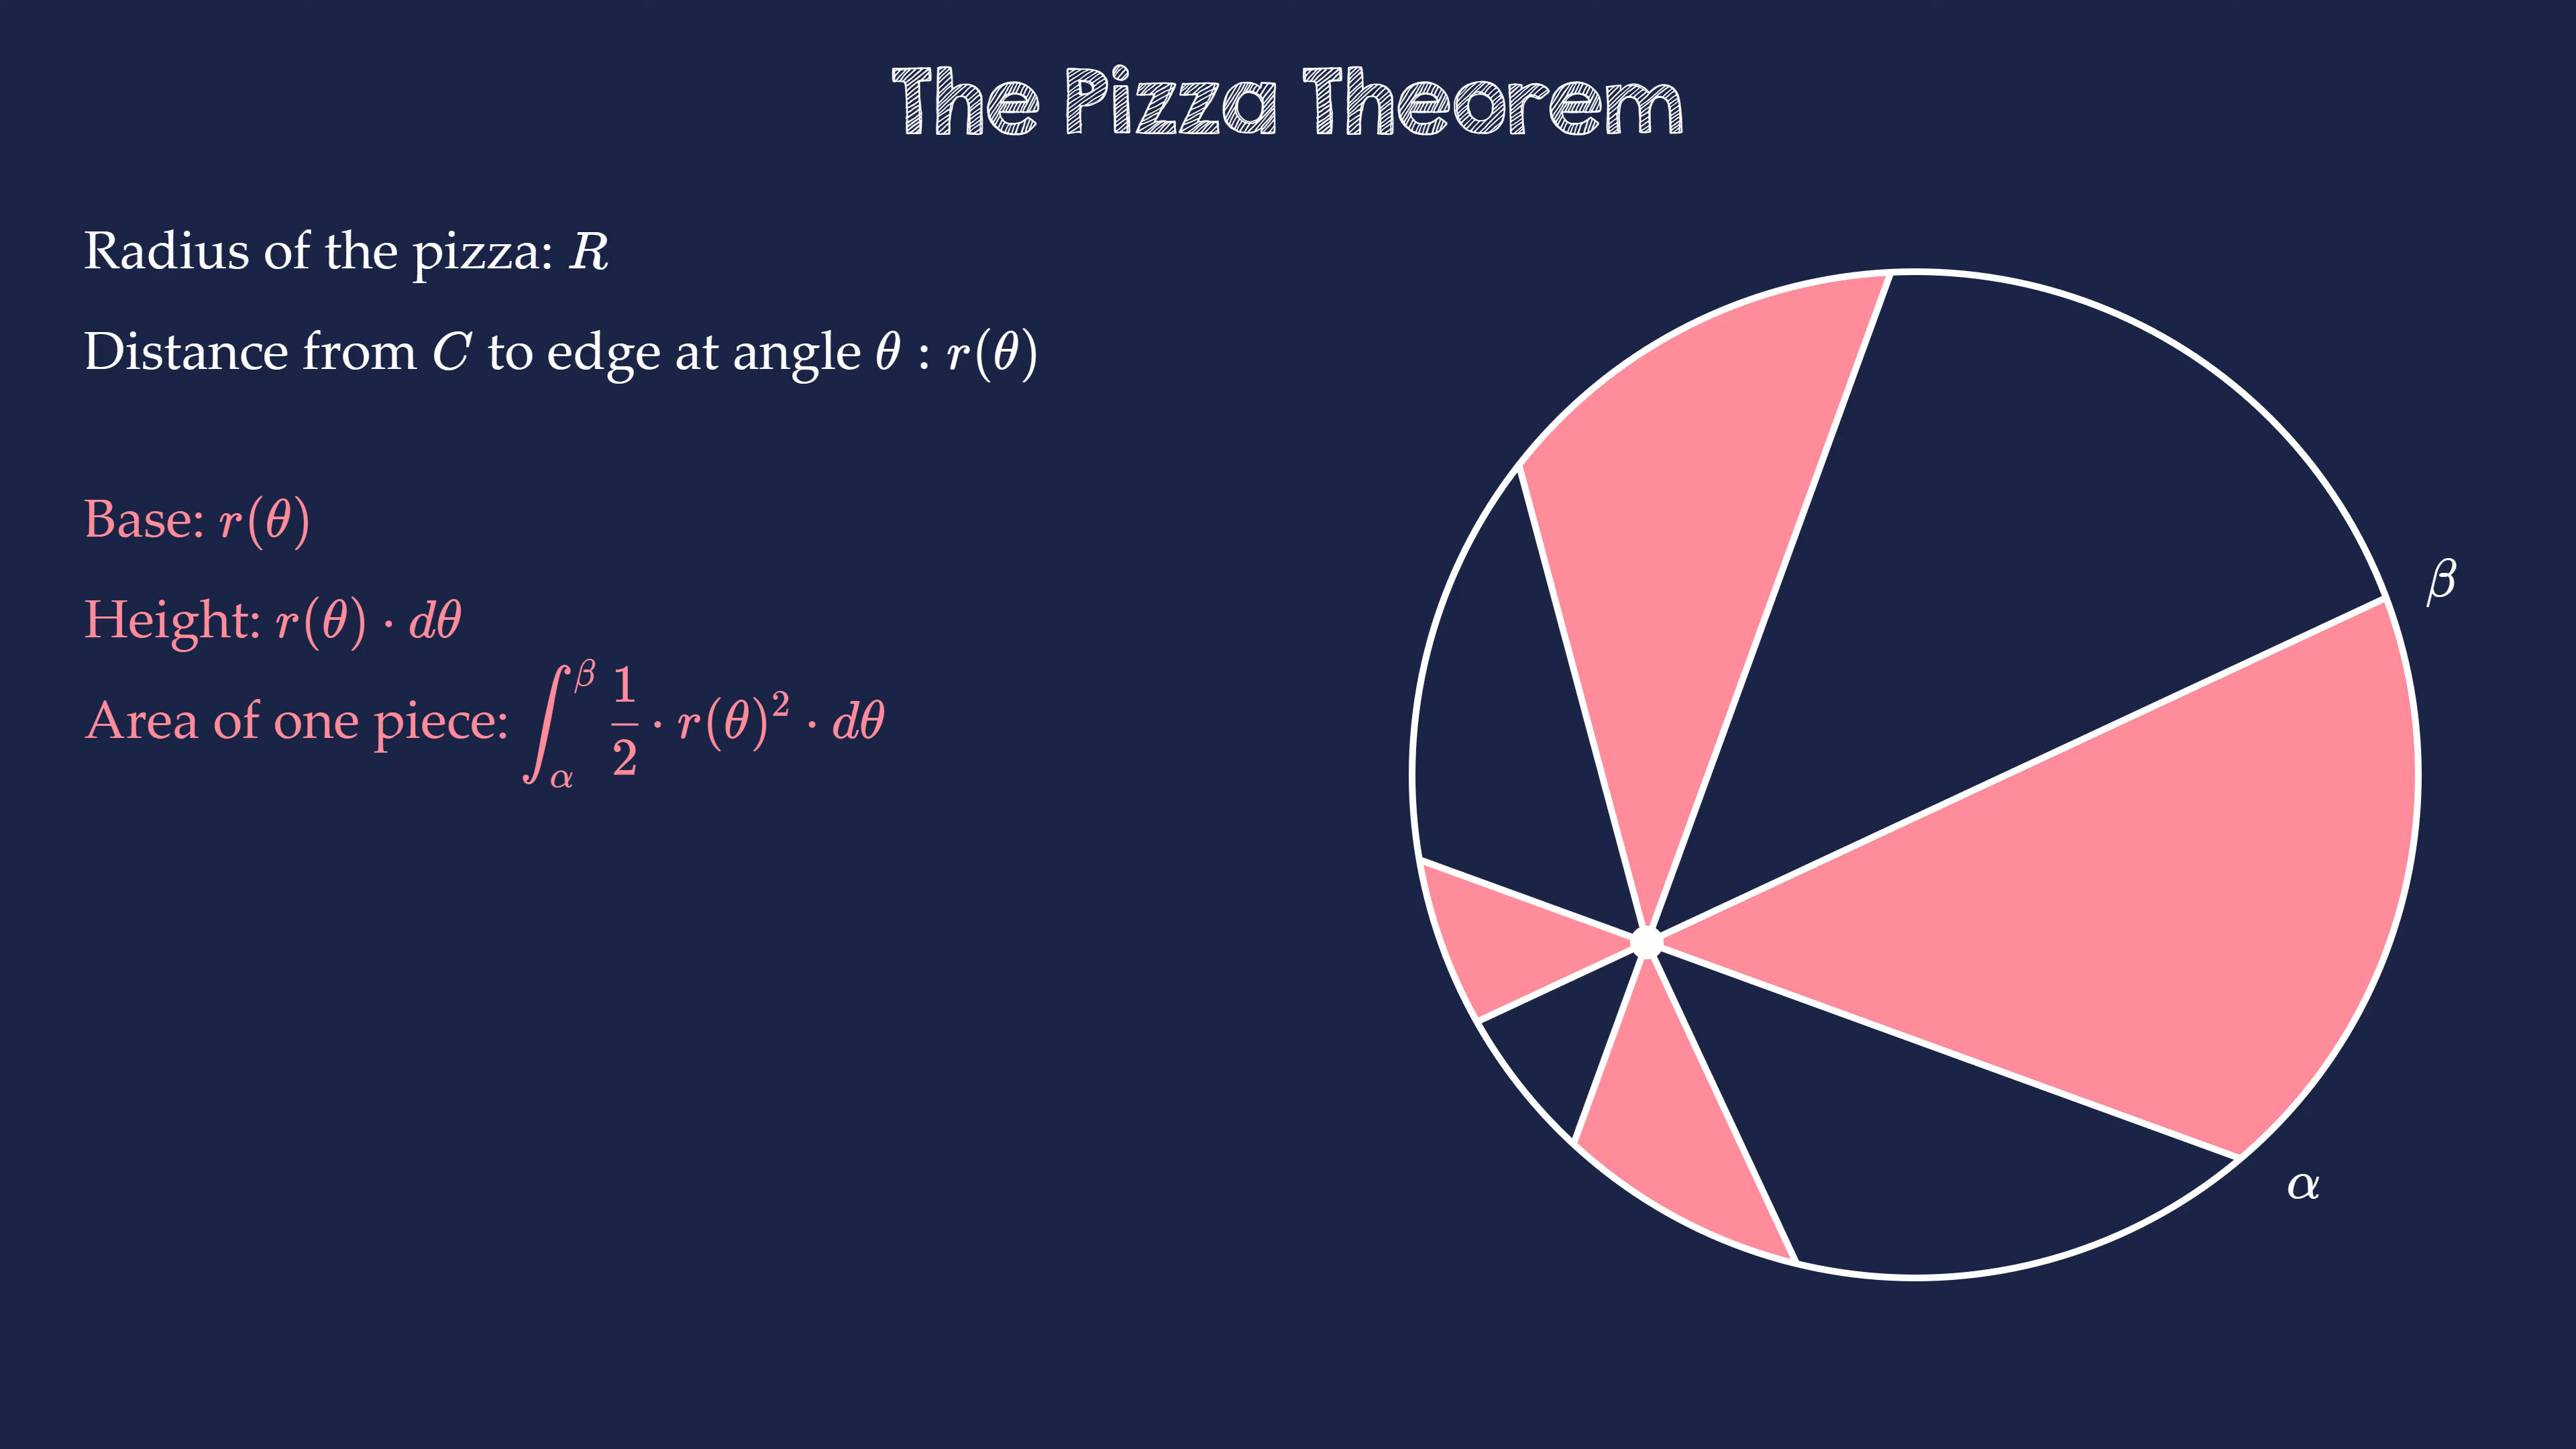 The Pizza Theorem
Radius of the pizza: R
Distance from C to edge at angle θ : r(θ)
Base: r(θ)
Height: r(θ) · dθ
Area of one piece: ∫_α^β 1/2 · r(θ)² · dθ
β
α